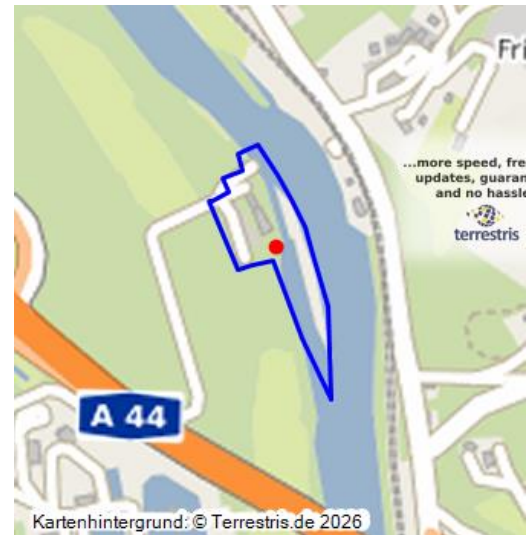 Fri
...more speed, fre
updates, guaran
and no hassle
terrestris
A 44
Kartenhintergrund: © Terrestris.de 2026